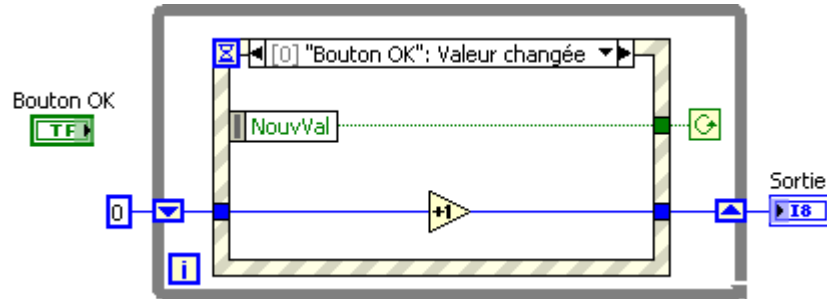 [0] "Bouton OK": Valeur changée
Bouton OK
TF
NouvVal
0
+1
Sortie
I8
i